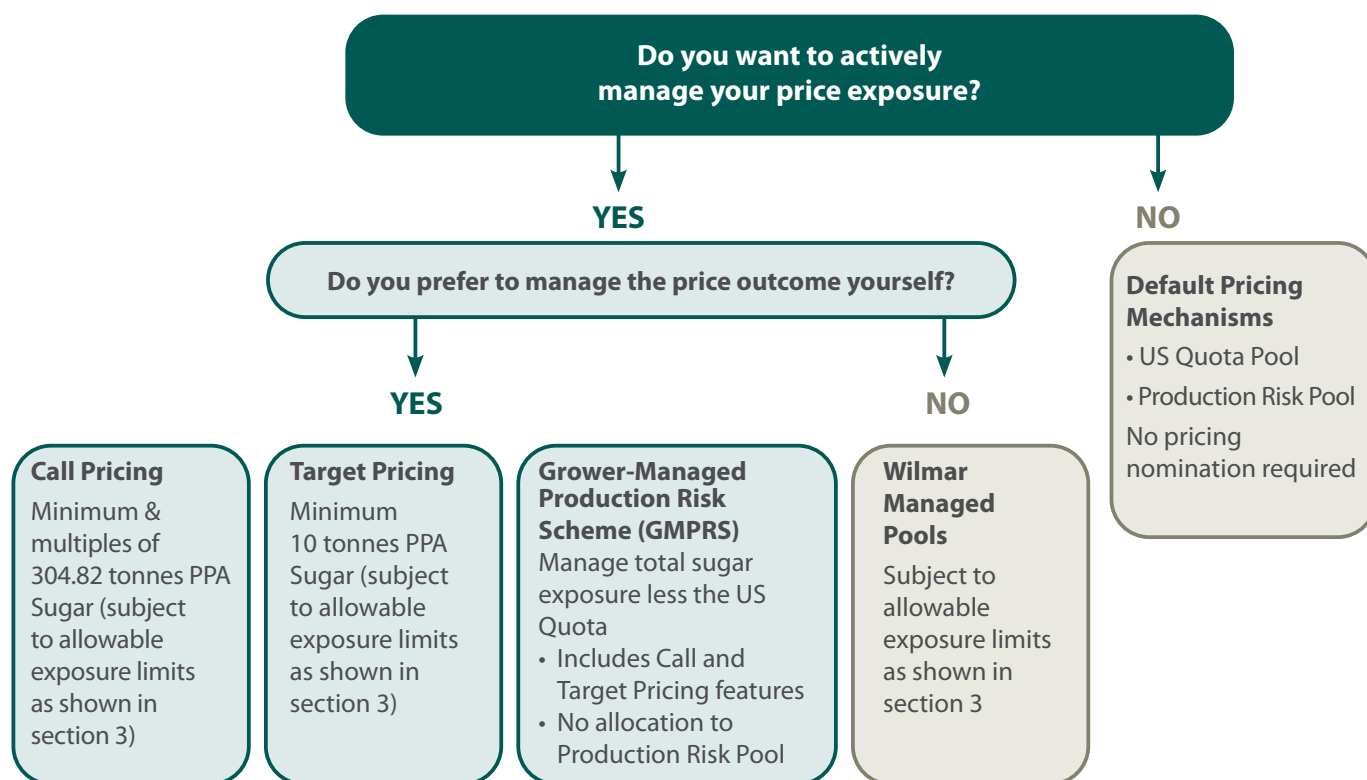 Do you want to actively
manage your price exposure?
YES
NO
Do you prefer to manage the price outcome yourself?
YES
NO
Default Pricing
Mechanisms
• US Quota Pool
• Production Risk Pool
No pricing
nomination required
Call Pricing
Minimum &
multiples of
304.82 tonnes PPA
Sugar (subject
to allowable
exposure limits
as shown in
section 3)
Target Pricing
Minimum
10 tonnes PPA
Sugar (subject
to allowable
exposure limits
as shown in
section 3)
Grower-Managed
Production Risk
Scheme (GMPRS)
Manage total sugar
exposure less the US
Quota
• Includes Call and
Target Pricing features
• No allocation to
Production Risk Pool
Wilmar
Managed
Pools
Subject to
allowable
exposure limits
as shown in
section 3